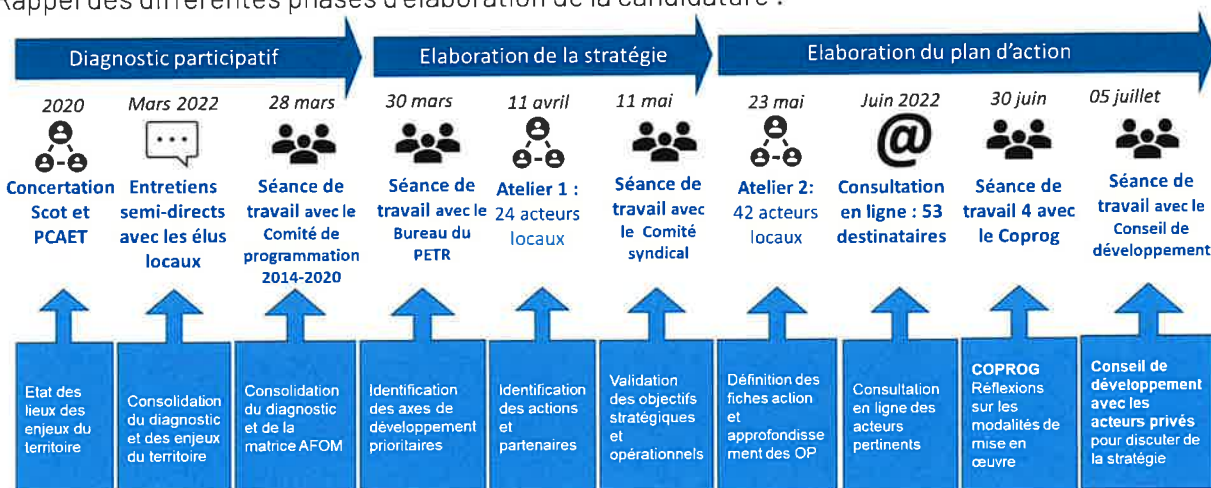 Rappel des différentes phases d'élaboration de la candidature :
Diagnostic participatif
Elaboration de la stratégie
Elaboration du plan d'action
2020
Concertation
Scot et
PCAET
Mars 2022
Entretiens
semi-directs
avec les élus
locaux
28 mars
Séance de
travail avec le
Comité de
programmation
2014-2020
30 mars
Séance de
travail avec le
Bureau du
PETR
11 avril
Atelier 1 :
24 acteurs
locaux
11 mai
Séance de
travail avec
le Comité
syndical
23 mai
Atelier 2:
42 acteurs
locaux
Juin 2022
@
Consultation
en ligne : 53
destinataires
30 juin
Séance de
travail 4 avec
le Coprog
05 juillet
Séance de
travail avec le
Conseil de
développement
Etat des
lieux des
enjeux du
territoire
Consolidation
du diagnostic
et des enjeux
du territoire
Consolidation
du diagnostic
et de la
matrice AFOM
Identification
des axes de
développement
prioritaires
Identification
des actions
et
partenaires
Validation
des objectifs
stratégiques
et
opérationnels
Définition des
fiches action
et
approfondisse
ment des OP
Consultation
en ligne des
acteurs
pertinents
COPROG
Réflexions
sur les
modalités de
mise en
œuvre
Conseil de
développement
avec les
acteurs privés
pour discuter de
la stratégie